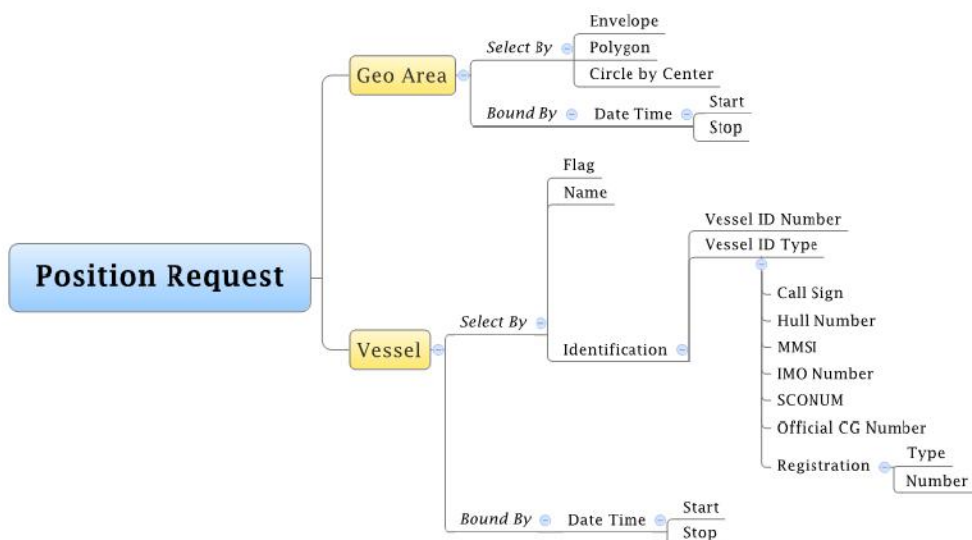 Position Request
Geo Area
Select By
Envelope
Polygon
Circle by Center
Bound By
Date Time
Start
Stop
Vessel
Select By
Flag
Name
Identification
Vessel ID Number
Vessel ID Type
Call Sign
Hull Number
MMSI
IMO Number
SCONUM
Official CG Number
Registration
Type
Number
Bound By
Date Time
Start
Stop